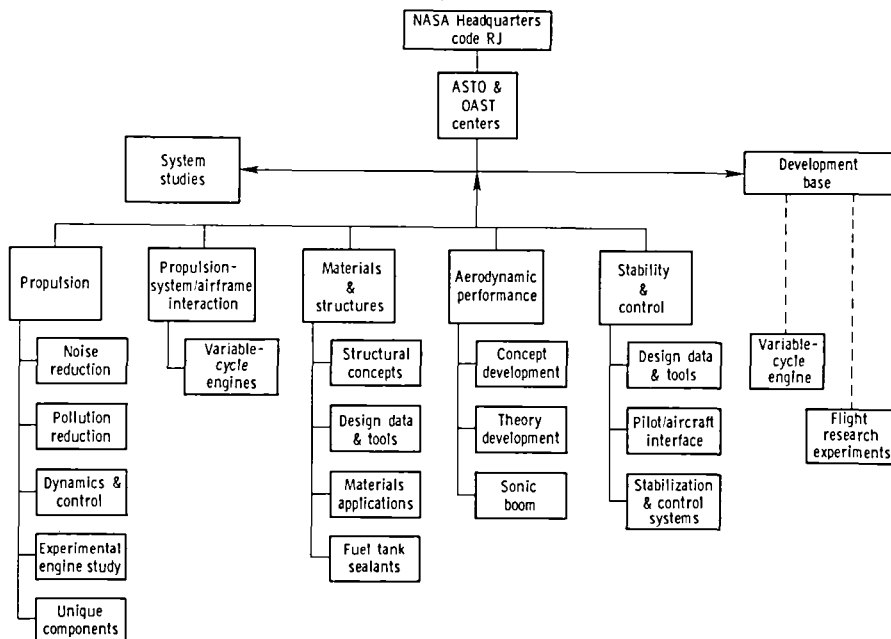 NASA Headquarters
code RJ
ASTO &
OAST
centers
System
studies
Development
base
Propulsion
Propulsion-
system/airframe
interaction
Materials
&
structures
Aerodynamic
performance
Stability
&
control
Noise
reduction
Pollution
reduction
Dynamics &
control
Experimental
engine study
Unique
components
Variable-
cycle
engines
Structural
concepts
Design data
& tools
Materials
applications
Fuel tank
sealants
Concept
development
Theory
development
Sonic
boom
Design data
& tools
Pilot/aircraft
interface
Stabilization
& control
systems
Variable-
cycle
engine
Flight
research
experiments